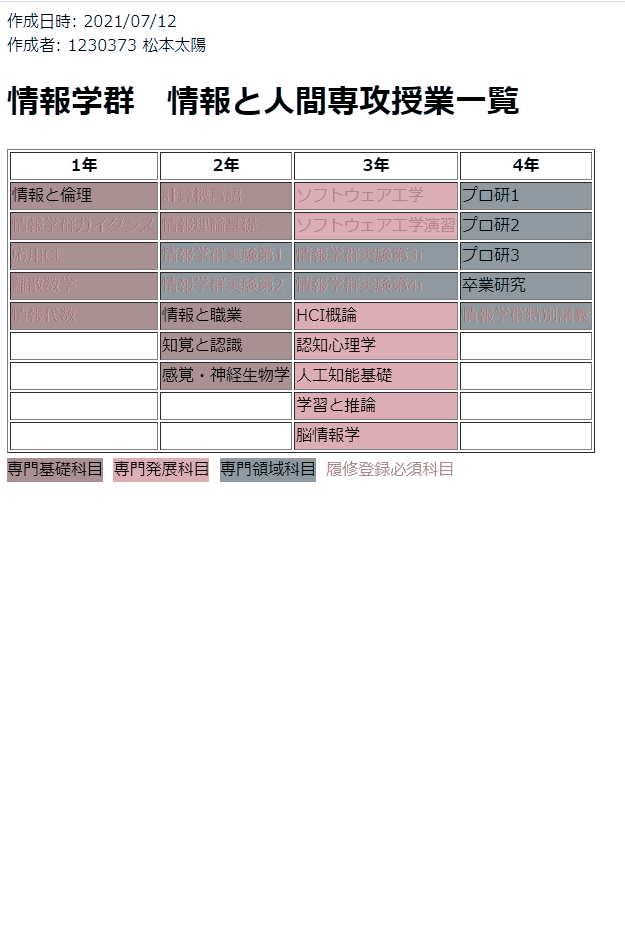 作成日時: 2021/07/12
作成者: 1230373 松本太陽
情報学群　情報と人間専攻授業一覧
1年 2年 3年 4年
情報と倫理 計算機言語 ソフトウェア工学 プロ研1
情報学群ガイダンス 情報理論基礎 ソフトウェア工学演習 プロ研2
応用CL 情報学群実験第1 情報学群実験第3i プロ研3
離散数学 情報学群実験第2 情報学群実験第4i 卒業研究
情報代数 情報と職業 HCI概論 情報学群特別講義
知覚と認識 認知心理学
感覚・神経生物学 人工知能基礎
学習と推論
脳情報学
専門基礎科目 専門発展科目 専門領域科目 履修登録必須科目